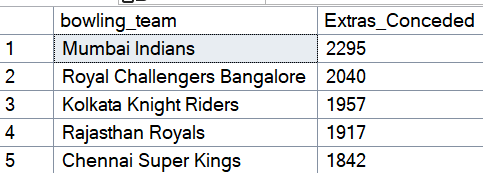 bowling_team Extras_Conceded
1 Mumbai Indians 2295
2 Royal Challengers Bangalore 2040
3 Kolkata Knight Riders 1957
4 Rajasthan Royals 1917
5 Chennai Super Kings 1842